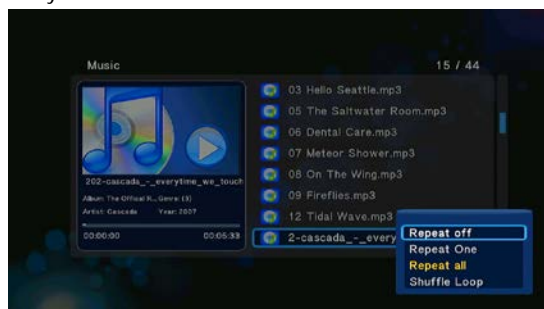 Music 15 / 44
03 Hello Seattle.mp3
05 The Saltwater Room.mp3
06 Dental Care.mp3
07 Meteor Shower.mp3
08 On The Wing.mp3
09 Fireflies.mp3
12 Tidal Wave.mp3
2-cascada_-_every
202-cascada_-_everytime_we_touch
Album: The Offical R.. Genre: (3)
Artist: Cascada Year: 2007
00:00:00 00:05:33
Repeat off
Repeat One
Repeat all
Shuffle Loop